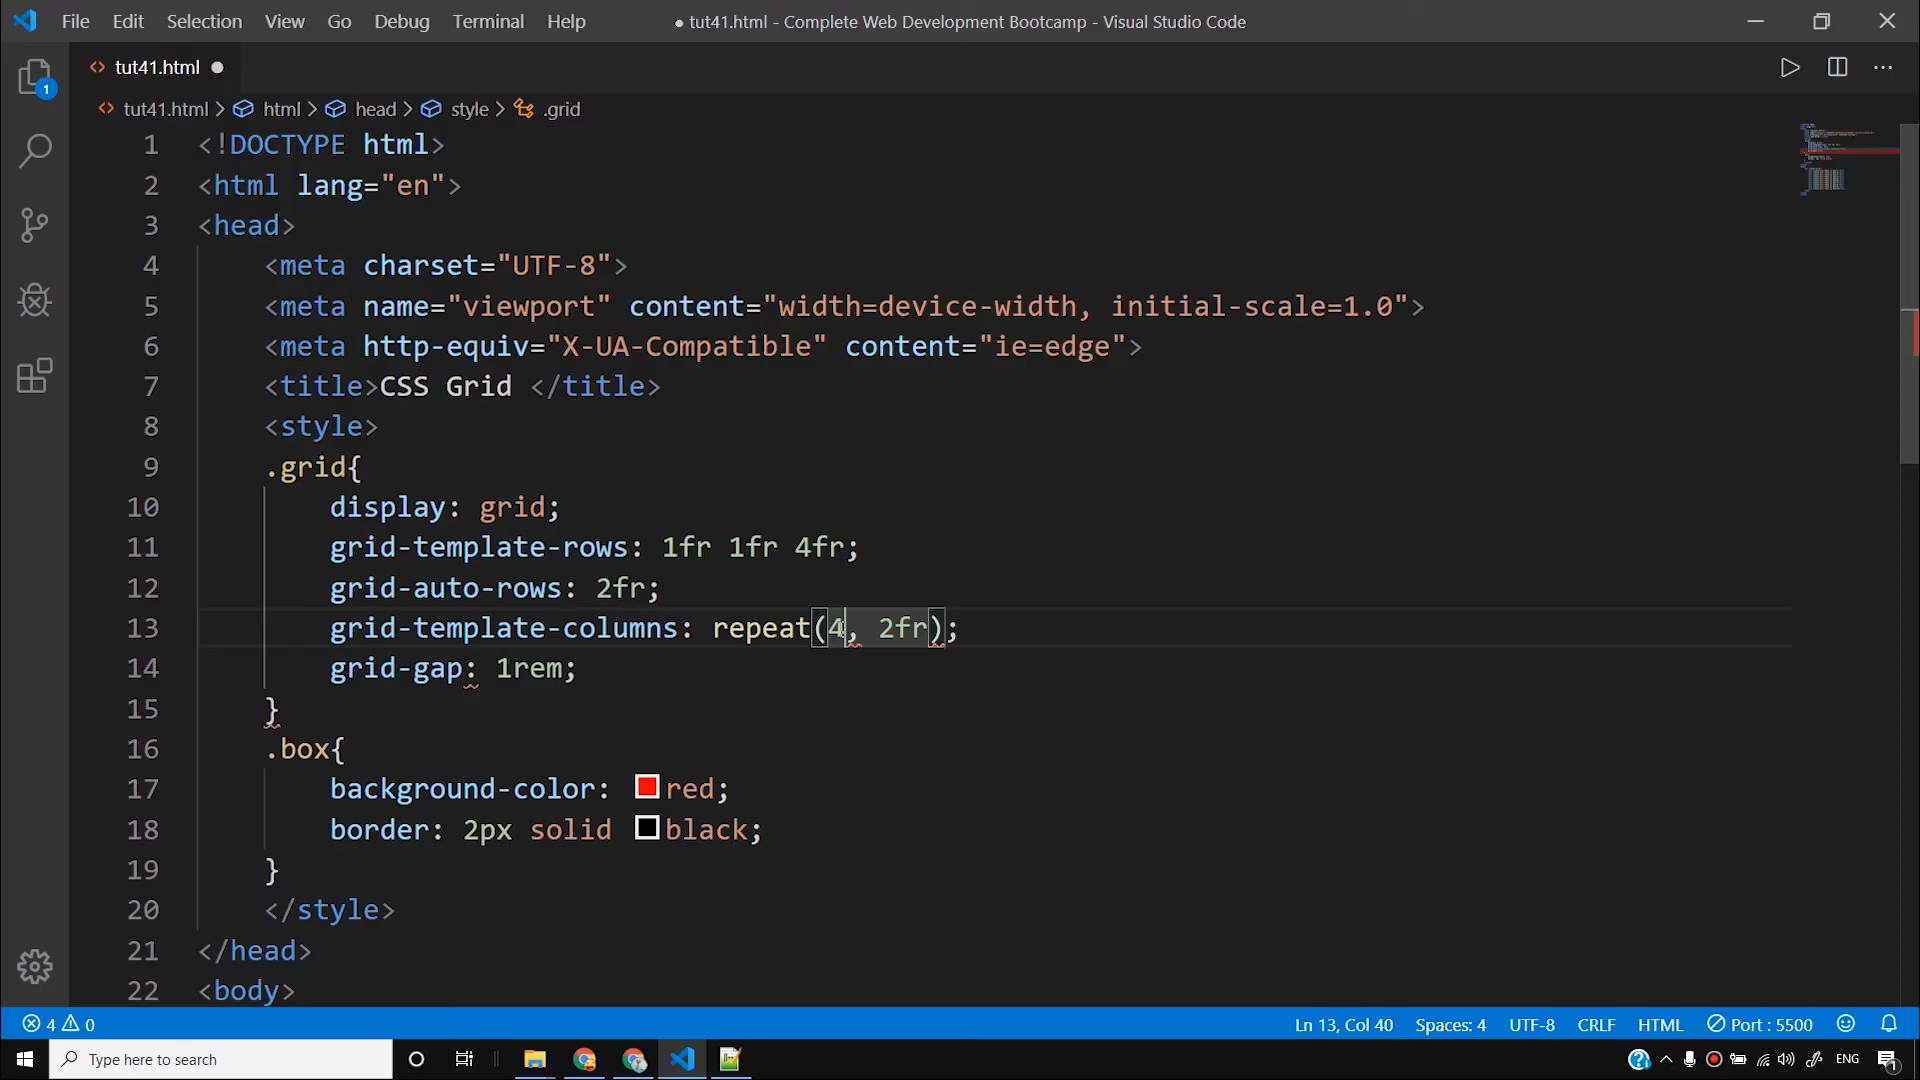 File Edit Selection View Go Debug Terminal Help ● tut41.html - Complete Web Development Bootcamp - Visual Studio Code
<> tut41.html ●
<> tut41.html > html > head > style > .grid
1 <!DOCTYPE html>
2 <html lang="en">
3 <head>
4 <meta charset="UTF-8">
5 <meta name="viewport" content="width=device-width, initial-scale=1.0">
6 <meta http-equiv="X-UA-Compatible" content="ie=edge">
7 <title>CSS Grid </title>
8 <style>
9 .grid{
10 display: grid;
11 grid-template-rows: 1fr 1fr 4fr;
12 grid-auto-rows: 2fr;
13 grid-template-columns: repeat(4, 2fr);
14 grid-gap: 1rem;
15 }
16 .box{
17 background-color: red;
18 border: 2px solid black;
19 }
20 </style>
21 </head>
22 <body>
4 0 Ln 13, Col 40 Spaces: 4 UTF-8 CRLF HTML Port : 5500
Type here to search ENG